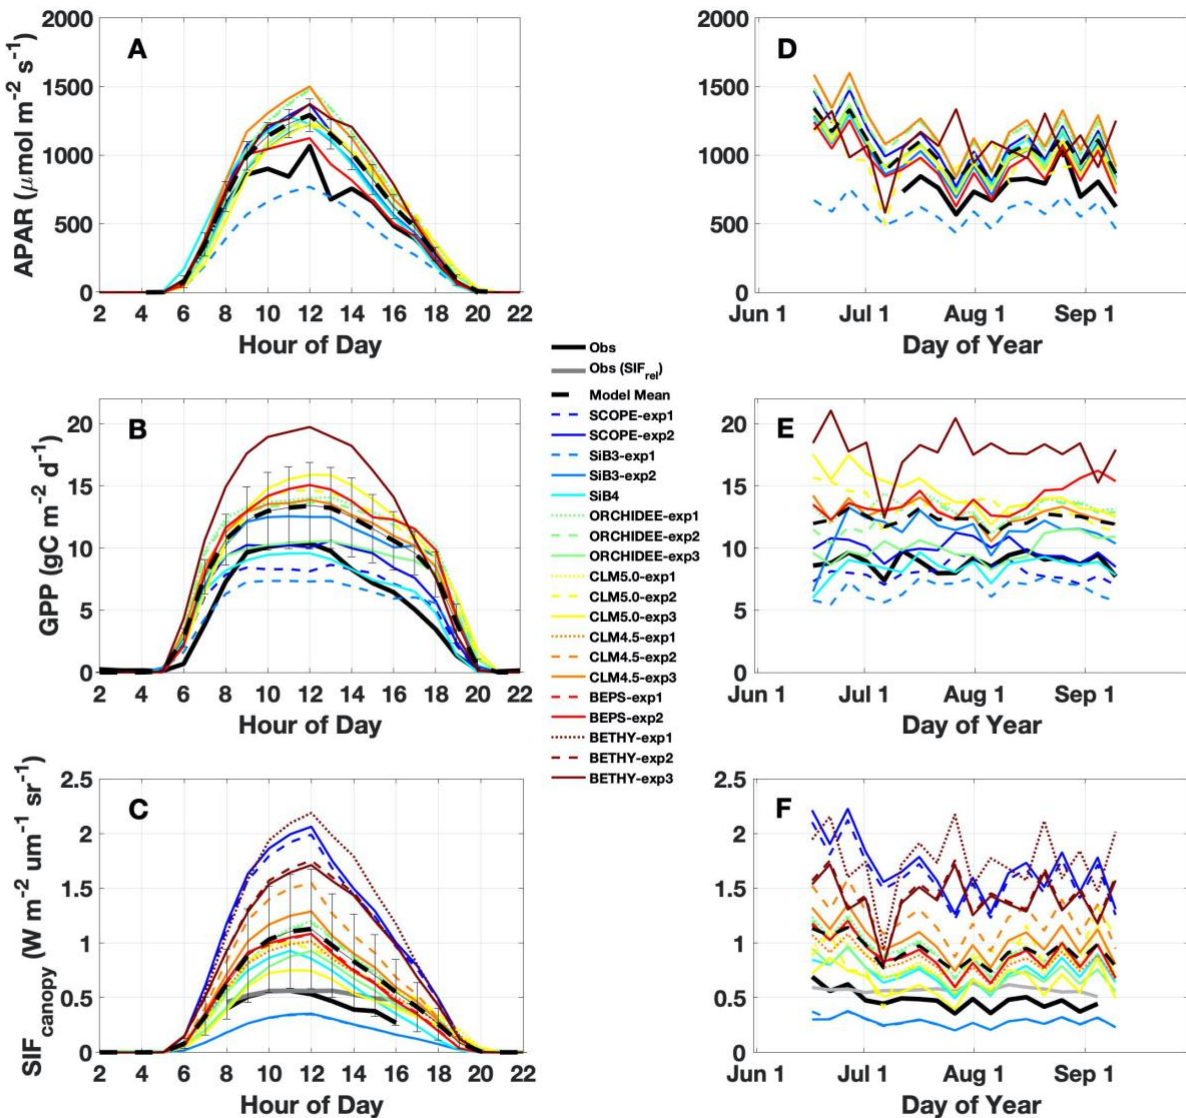 A
2000
1500
1000
500
0
APAR (μmol m⁻² s⁻¹)
2 4 6 8 10 12 14 16 18 20 22
Hour of Day
D
2000
1500
1000
500
0
Jun 1 Jul 1 Aug 1 Sep 1
Day of Year
Obs
Obs (SIFrel)
Model Mean
SCOPE-exp1
SCOPE-exp2
SiB3-exp1
SiB3-exp2
SiB4
ORCHIDEE-exp1
ORCHIDEE-exp2
ORCHIDEE-exp3
CLM5.0-exp1
CLM5.0-exp2
CLM5.0-exp3
CLM4.5-exp1
CLM4.5-exp2
CLM4.5-exp3
BEPS-exp1
BEPS-exp2
BETHY-exp1
BETHY-exp2
BETHY-exp3
B
20
15
10
5
0
GPP (gC m⁻² d⁻¹)
2 4 6 8 10 12 14 16 18 20 22
Hour of Day
E
20
15
10
5
0
Jun 1 Jul 1 Aug 1 Sep 1
Day of Year
C
2.5
2
1.5
1
0.5
0
SIFcanopy (W m⁻² um⁻¹ sr⁻¹)
2 4 6 8 10 12 14 16 18 20 22
Hour of Day
F
2.5
2
1.5
1
0.5
0
Jun 1 Jul 1 Aug 1 Sep 1
Day of Year